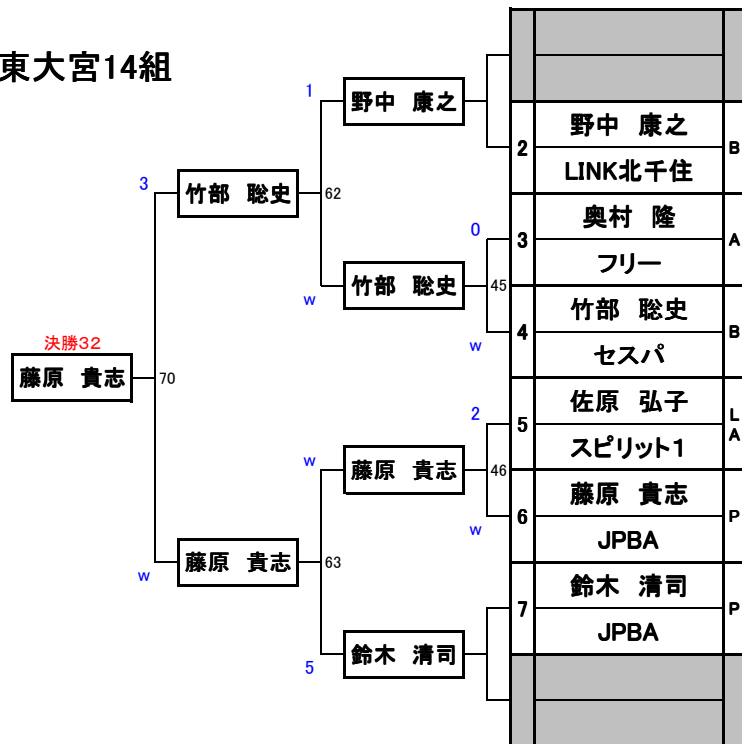 東大宮14組
1
野中 康之
2
野中 康之
B
LINK北千住
3
竹部 聡史
62
奥村 隆
0
3
A
フリー
竹部 聡史
45
w
竹部 聡史
w
4
B
セスパ
決勝32
藤原 貴志
70
佐原 弘子
2
5
L
A
スピリット1
w
藤原 貴志
46
藤原 貴志
w
6
P
JPBA
藤原 貴志
63
w
鈴木 清司
7
P
JPBA
鈴木 清司
5